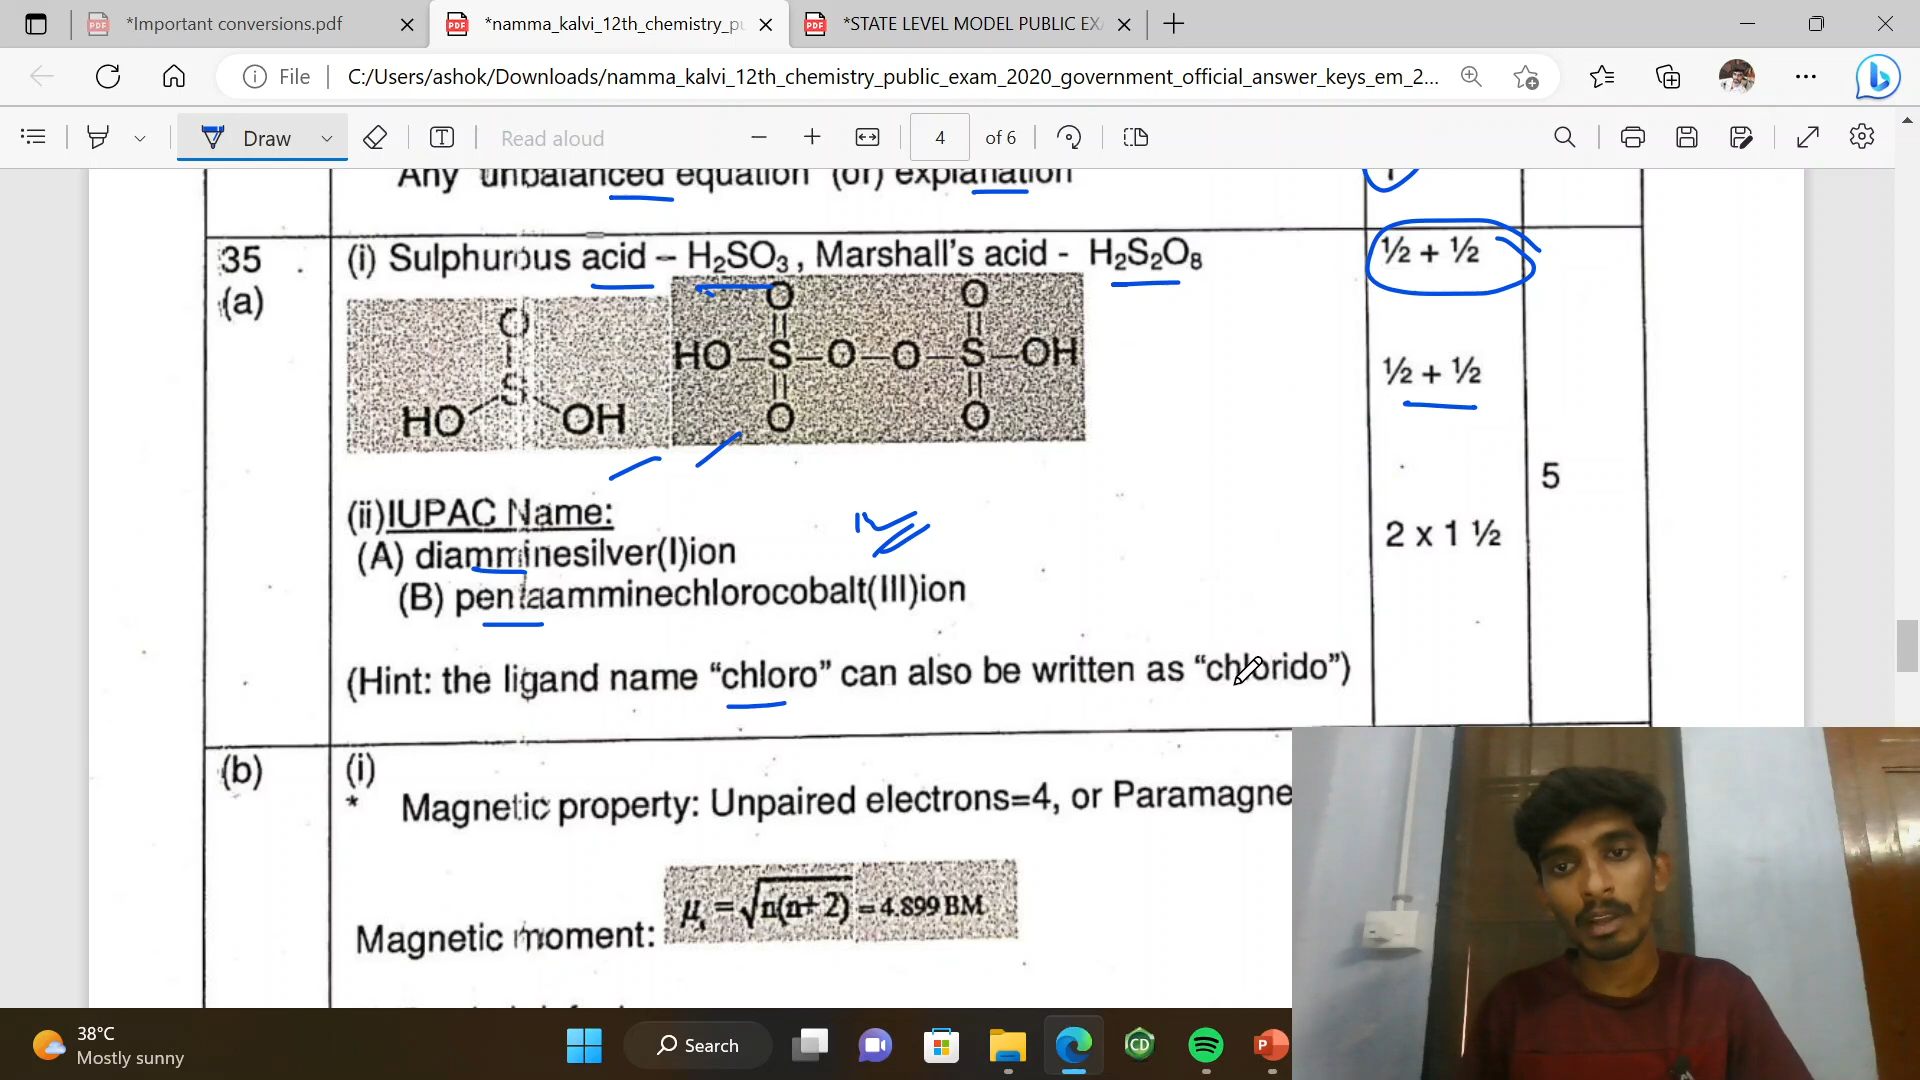 *Important conversions.pdf
*namma_kalvi_12th_chemistry_pu
*STATE LEVEL MODEL PUBLIC EX
File
C:/Users/ashok/Downloads/namma_kalvi_12th_chemistry_public_exam_2020_government_official_answer_keys_em_2...
Draw
Read aloud
4 of 6
Any unbalanced equation (or) explanation
35 (i) Sulphurous acid – H₂SO₃, Marshall's acid - H₂S₂O₈ ½ + ½
(a)
O O O
HO S OH HO–S–O–O–S–OH ½ + ½
O O
5
(ii) IUPAC Name: 2 x 1 ½
(A) diamminesilver(I)ion
(B) pentaamminechlorocobalt(III)ion
(Hint: the ligand name “chloro” can also be written as “chlorido”)
(b) (i)
* Magnetic property: Unpaired electrons=4, or Paramagne
Magnetic moment: μ = √n(n+2) = 4.899 BM
38°C
Mostly sunny
Search